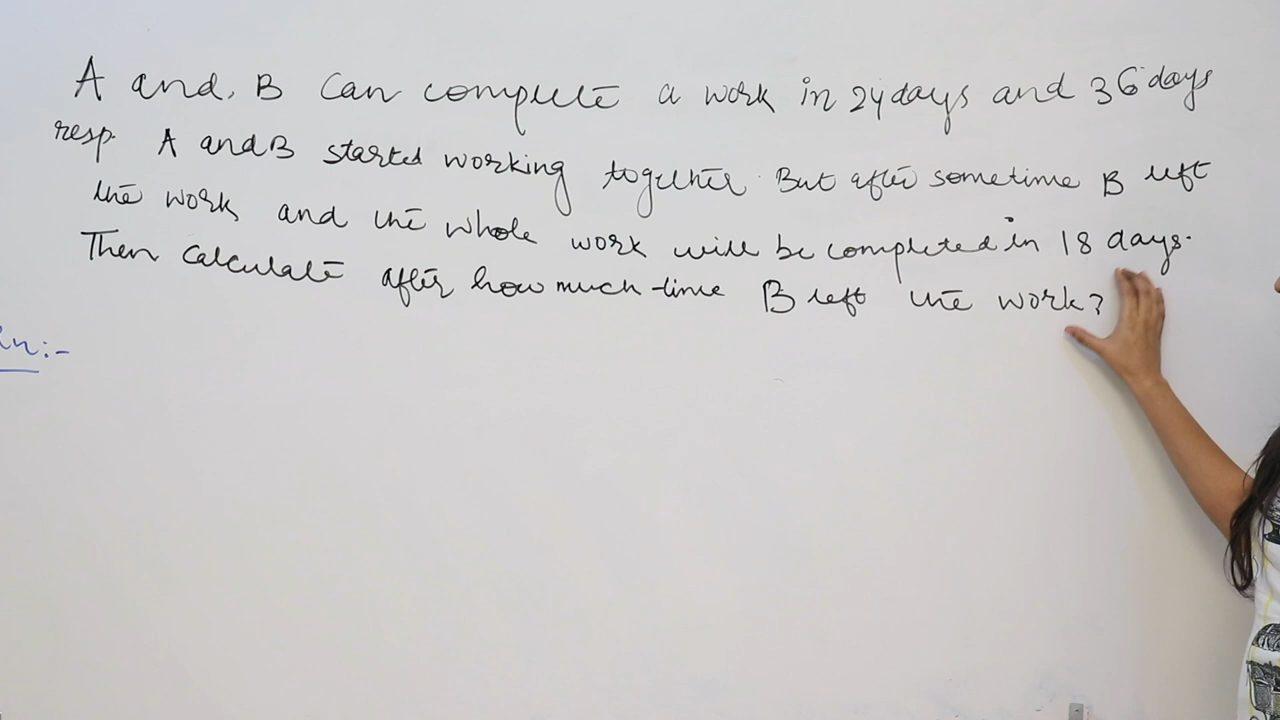 A and B can complete a work in 24 days and 36 days
resp. A and B started working together. But after sometime B left
the work and the whole work will be completed in 18 days.
Then calculate after how much time B left the work?